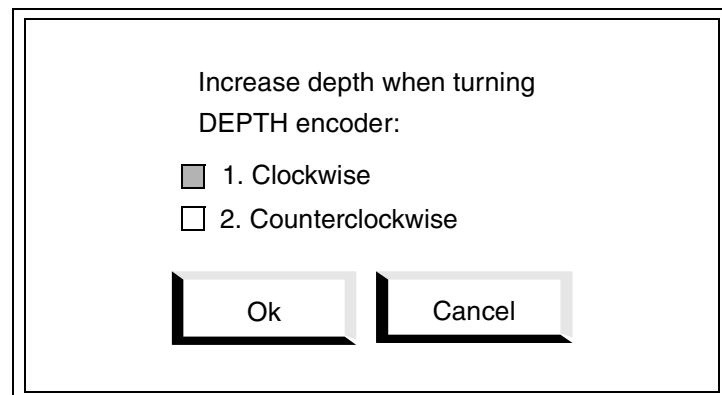 Increase depth when turning
DEPTH encoder:
1. Clockwise
2. Counterclockwise
Ok
Cancel